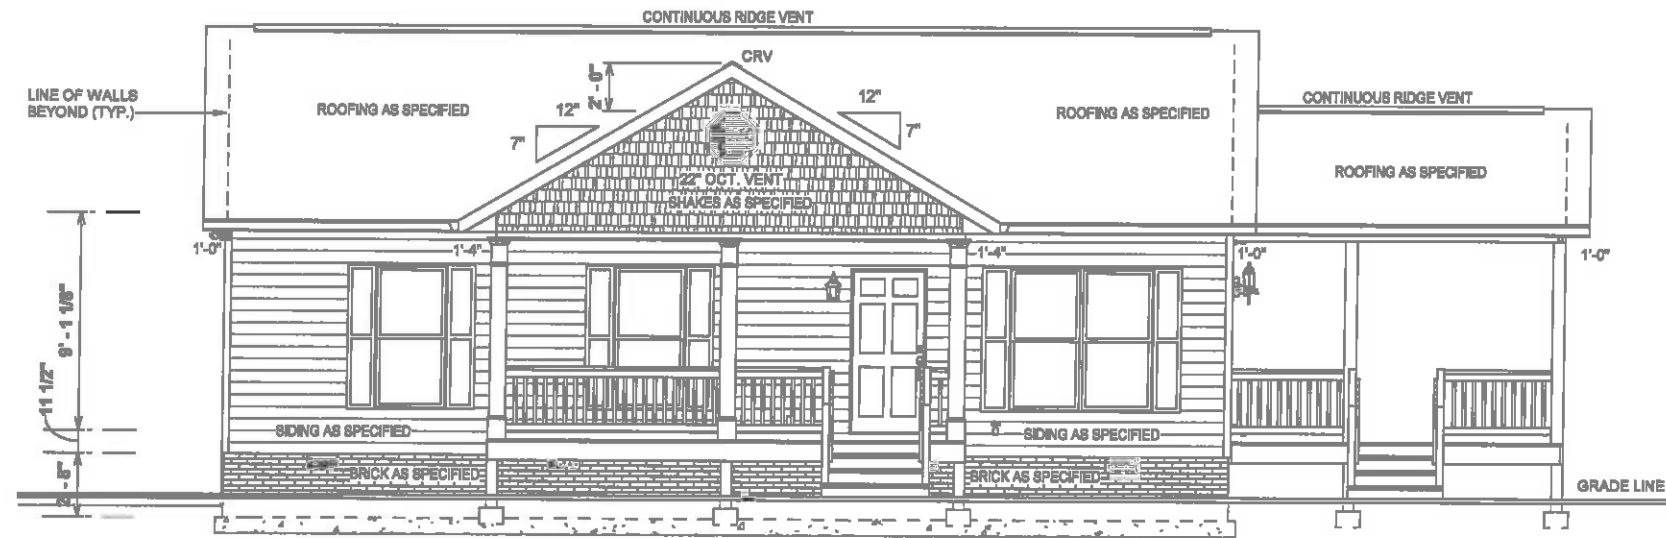 CONTINUOUS RIDGE VENT
CRV
2' - 0"
LINE OF WALLS
BEYOND (TYP.)
ROOFING AS SPECIFIED
12"
7"
12"
7"
ROOFING AS SPECIFIED
CONTINUOUS RIDGE VENT
ROOFING AS SPECIFIED
22" OCT. VENT
SHAKES AS SPECIFIED
1'-0"
1'-4"
1'-4"
1'-0"
1'-0"
9' - 1 1/8"
11 1/2"
SIDING AS SPECIFIED
SIDING AS SPECIFIED
BRICK AS SPECIFIED
BRICK AS SPECIFIED
GRADE LINE